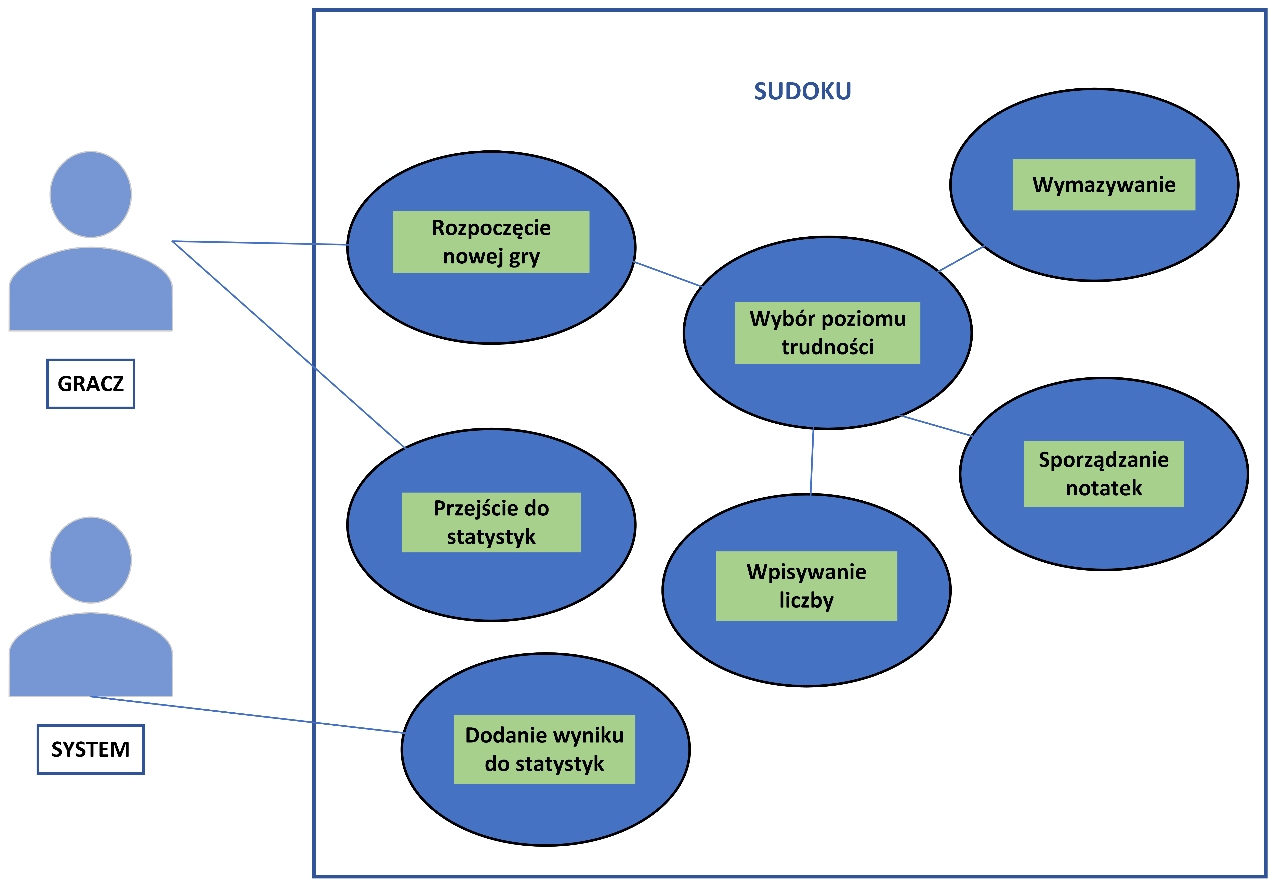 SUDOKU
Wymazywanie
Rozpoczęcie
nowej gry
Wybór poziomu
trudności
GRACZ
Sporządzanie
notatek
Przejście do
statystyk
Wpisywanie
liczby
SYSTEM
Dodanie wyniku
do statystyk